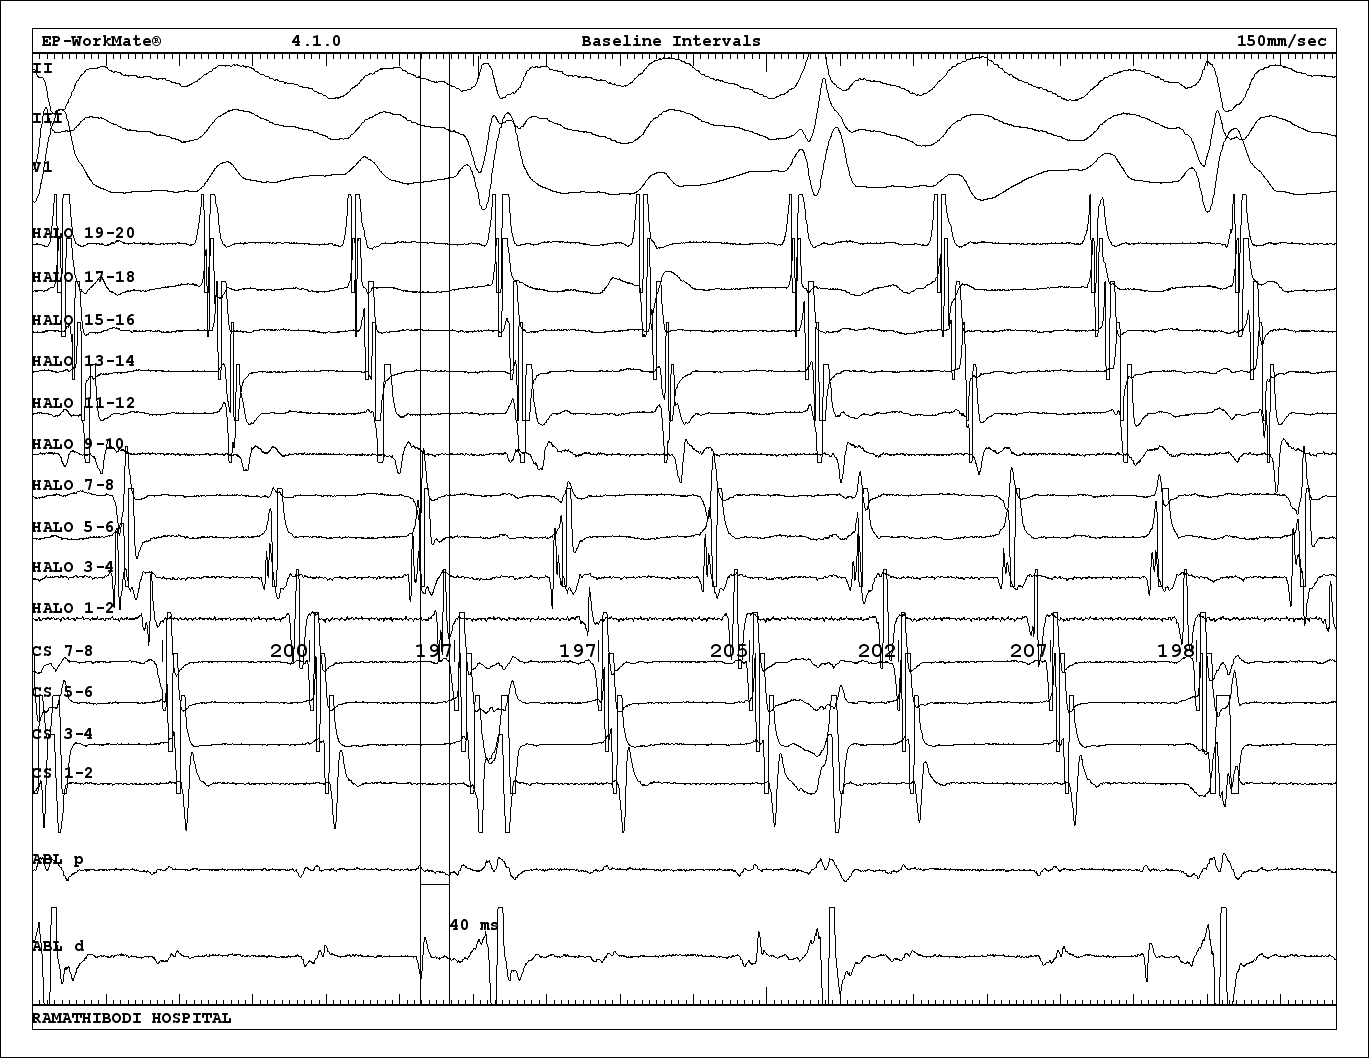 EP-WorkMate® 4.1.0 Baseline Intervals 150mm/sec
II
III
V1
HALO 19-20
HALO 17-18
HALO 15-16
HALO 13-14
HALO 11-12
HALO 9-10
HALO 7-8
HALO 5-6
HALO 3-4
HALO 1-2
CS 7-8 200 197 197 205 202 207 198
CS 5-6
CS 3-4
CS 1-2
ABL p
40 ms
ABL d
RAMATHIBODI HOSPITAL